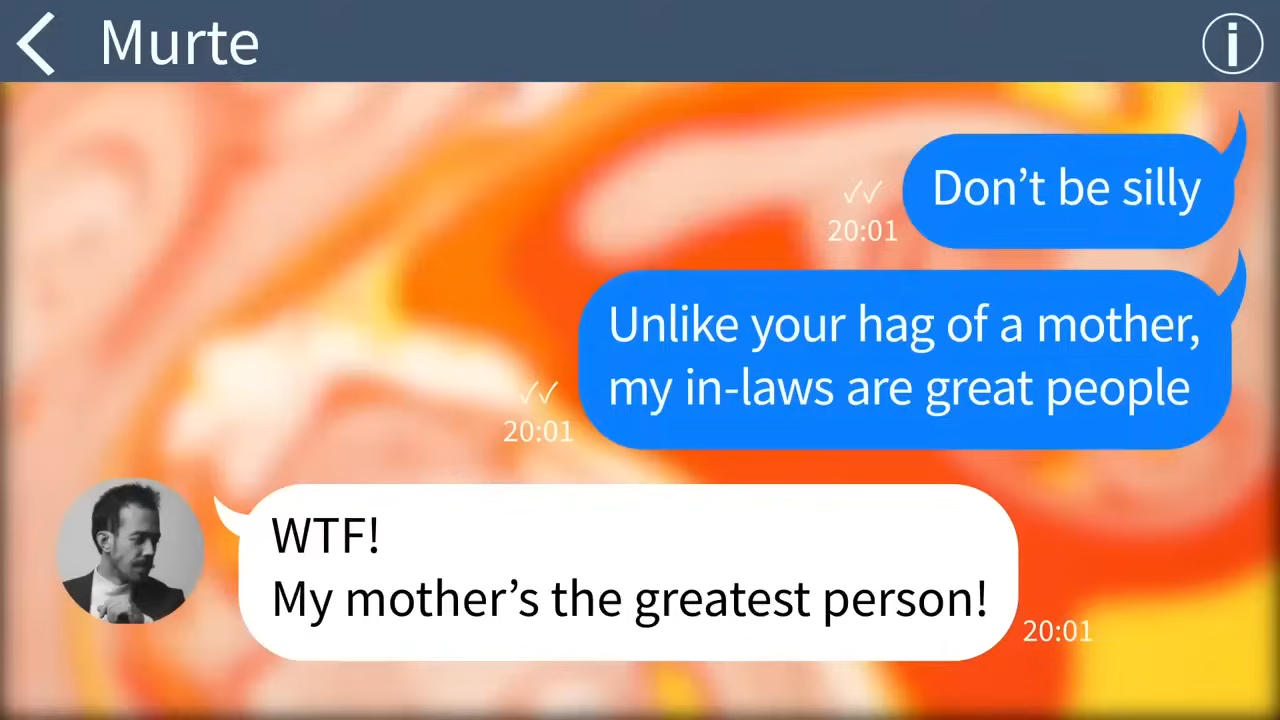 Murte
Don’t be silly
✓✓
20:01
Unlike your hag of a mother,
my in-laws are great people
✓✓
20:01
WTF!
My mother’s the greatest person!
20:01